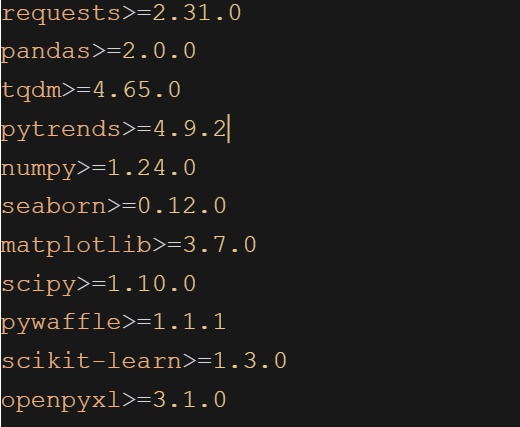 requests>=2.31.0
pandas>=2.0.0
tqdm>=4.65.0
pytrends>=4.9.2
numpy>=1.24.0
seaborn>=0.12.0
matplotlib>=3.7.0
scipy>=1.10.0
pywaffle>=1.1.1
scikit-learn>=1.3.0
openpyxl>=3.1.0